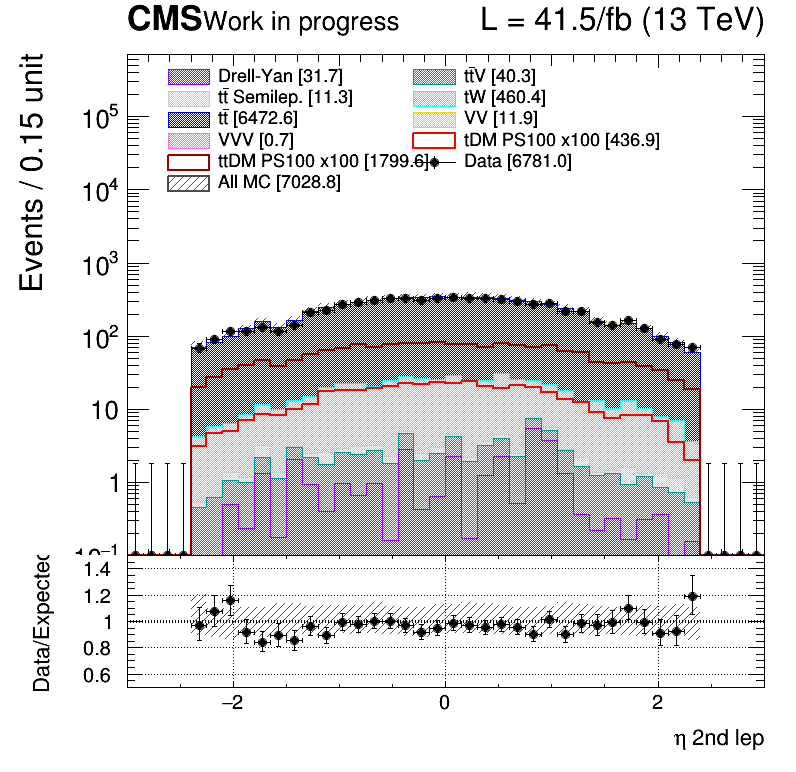 CMS Work in progress L = 41.5/fb (13 TeV)
Events / 0.15 unit
Drell-Yan [31.7] tt̄V [40.3]
tt̄ Semilep. [11.3] tW [460.4]
tt̄ [6472.6] VV [11.9]
VVV [0.7] tDM PS100 x100 [436.9]
ttDM PS100 x100 [1799.6] Data [6781.0]
All MC [7028.8]
10⁵
10⁴
10³
10²
10
1
10⁻¹
Data/Expected
1.4
1.2
1
0.8
0.6
−2 0 2
η 2nd lep